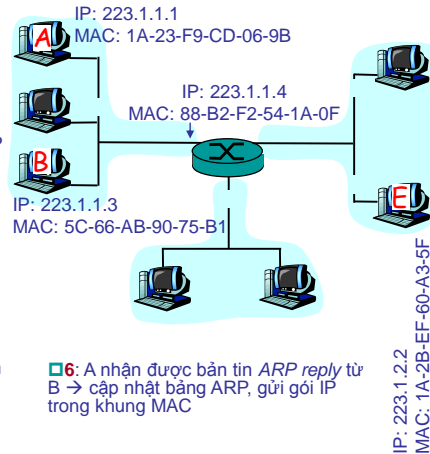 IP: 223.1.1.1
MAC: 1A-23-F9-CD-06-9B
A
IP: 223.1.1.4
MAC: 88-B2-F2-54-1A-0F
B
E
IP: 223.1.1.3
MAC: 5C-66-AB-90-75-B1
IP: 223.1.2.2
MAC: 1A-2B-EF-60-A3-5F
6: A nhận được bản tin ARP reply từ
B → cập nhật bảng ARP, gửi gói IP
trong khung MAC